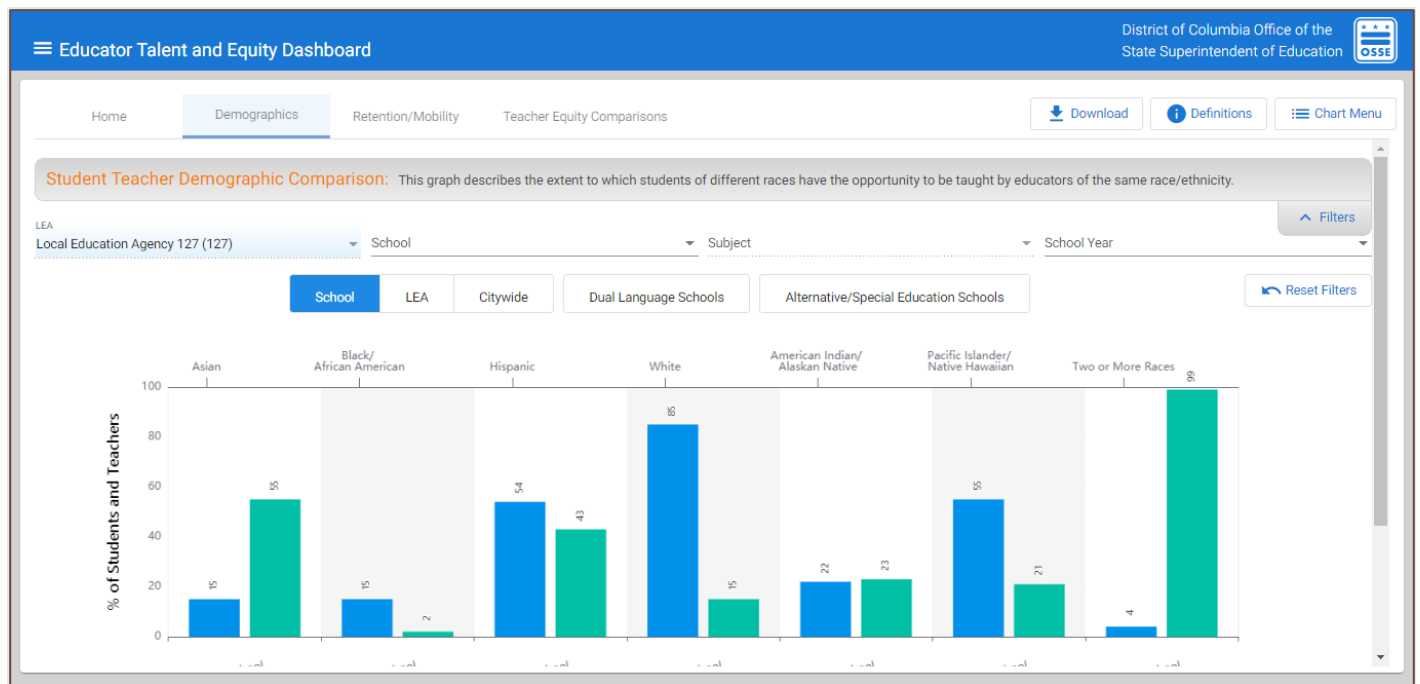 Educator Talent and Equity Dashboard
District of Columbia Office of the
State Superintendent of Education
OSSE
Home
Demographics
Retention/Mobility
Teacher Equity Comparisons
Download
Definitions
Chart Menu
Student Teacher Demographic Comparison: This graph describes the extent to which students of different races have the opportunity to be taught by educators of the same race/ethnicity.
Filters
LEA
Local Education Agency 127 (127)
School
Subject
School Year
School
LEA
Citywide
Dual Language Schools
Alternative/Special Education Schools
Reset Filters
Asian
Black/
African American
Hispanic
White
American Indian/
Alaskan Native
Pacific Islander/
Native Hawaiian
Two or More Races
% of Students and Teachers
100
80
60
40
20
0
15
55
15
2
54
43
85
15
22
23
55
21
4
99